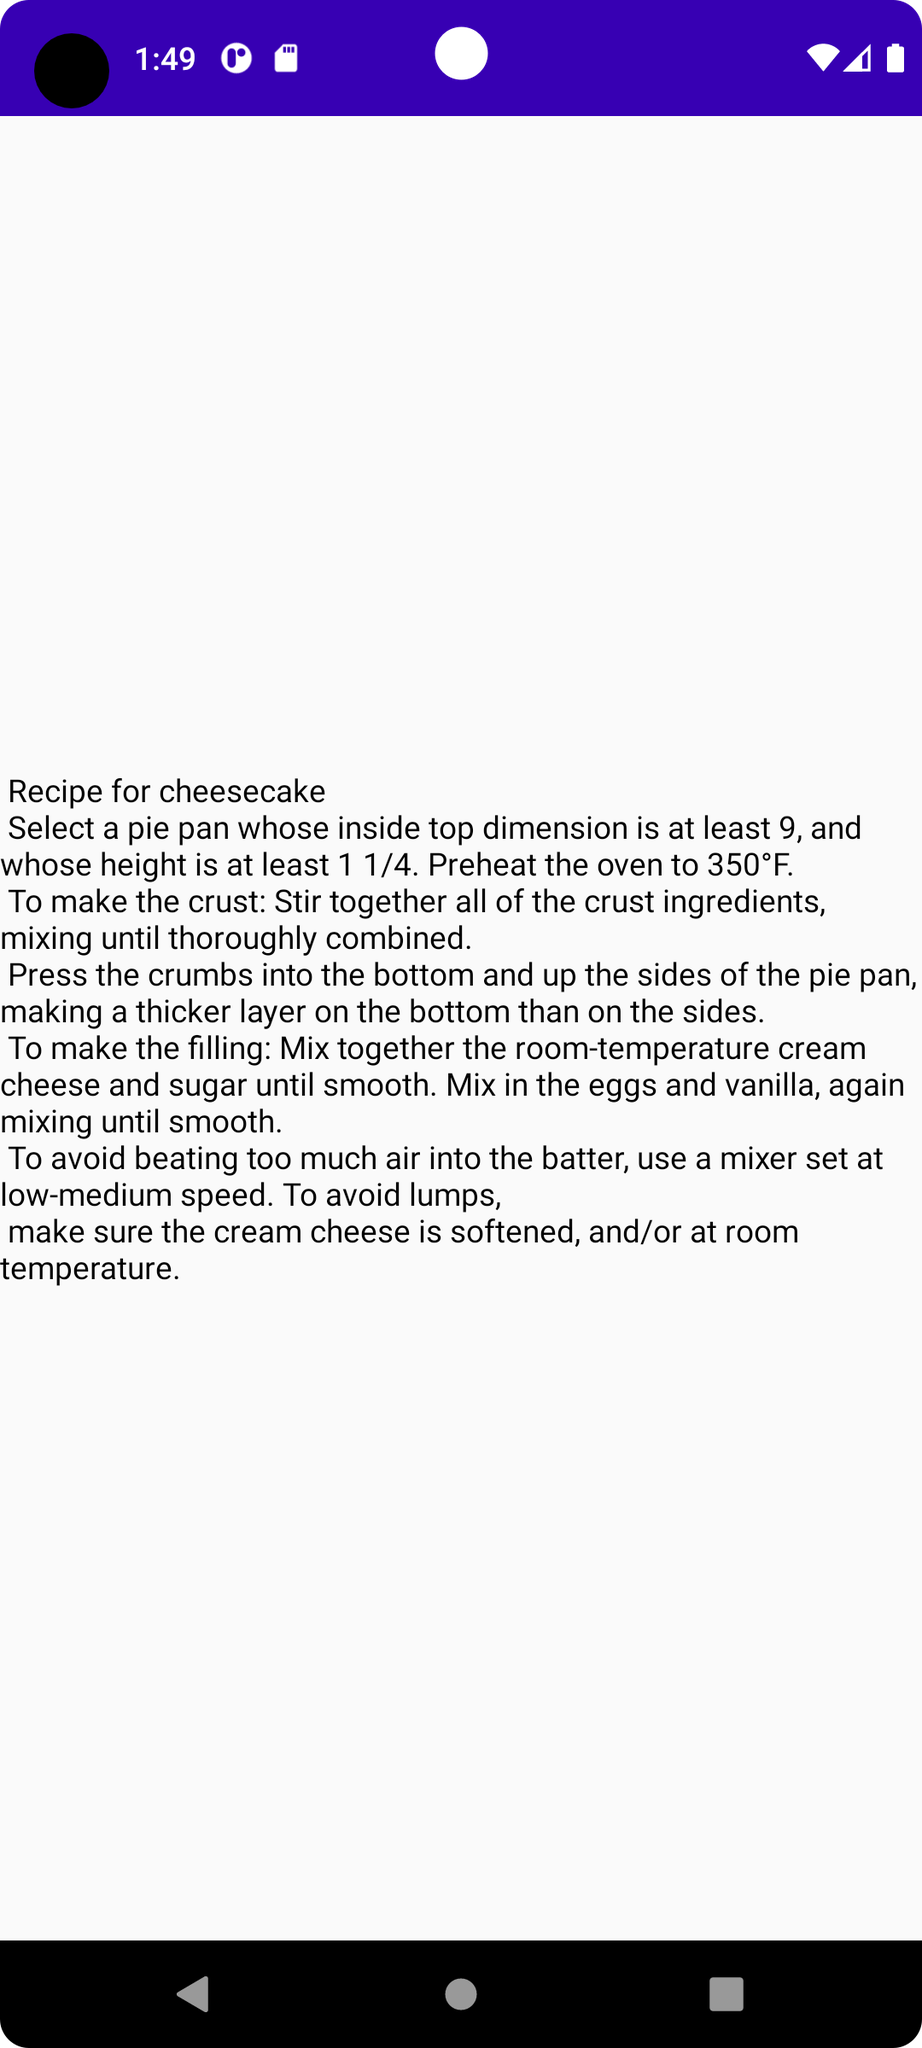 1:49
Recipe for cheesecake
Select a pie pan whose inside top dimension is at least 9, and
whose height is at least 1 1/4. Preheat the oven to 350°F.
To make the crust: Stir together all of the crust ingredients,
mixing until thoroughly combined.
Press the crumbs into the bottom and up the sides of the pie pan,
making a thicker layer on the bottom than on the sides.
To make the filling: Mix together the room-temperature cream
cheese and sugar until smooth. Mix in the eggs and vanilla, again
mixing until smooth.
To avoid beating too much air into the batter, use a mixer set at
low-medium speed. To avoid lumps,
make sure the cream cheese is softened, and/or at room
temperature.